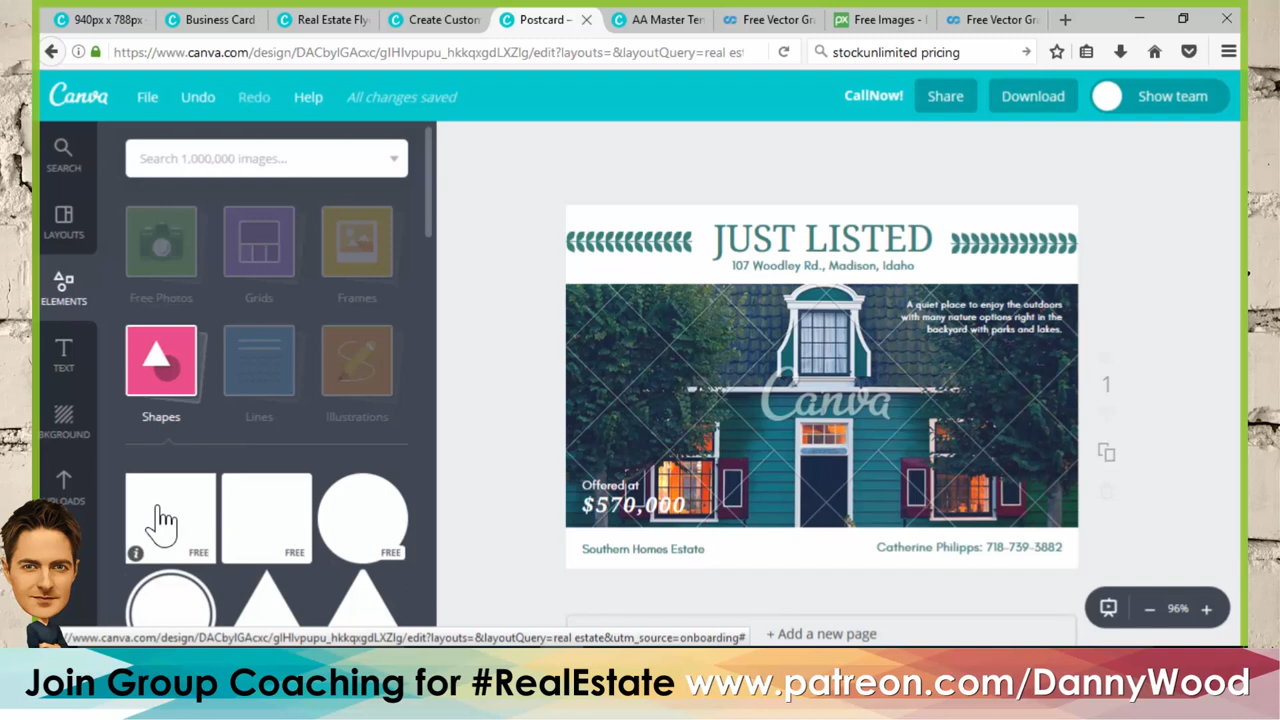 940px x 788px
Business Card
Real Estate Fly
Create Custom
Postcard –
AA Master Ten
Free Vector Gr
Free Images -
Free Vector Gr
https://www.canva.com/design/DACbyIGAcxc/gIHIvpupu_hkkqxgdLXZIg/edit?layouts=&layoutQuery=real est
stockunlimited pricing
Canva
File
Undo
Redo
Help
All changes saved
CallNow!
Share
Download
Show team
SEARCH
LAYOUTS
ELEMENTS
TEXT
BKGROUND
UPLOADS
Search 1,000,000 images...
Free Photos
Grids
Frames
Shapes
Lines
Illustrations
FREE
FREE
FREE
JUST LISTED
107 Woodley Rd., Madison, Idaho
A quiet place to enjoy the outdoors
with many nature options right in the
backyard with parks and lakes.
Canva
Offered at
$570,000
Southern Homes Estate
Catherine Philipps: 718-739-3882
1
+ Add a new page
96%
//www.canva.com/design/DACbyIGAcxc/gIHIvpupu_hkkqxgdLXZIg/edit?layouts=&layoutQuery=real estate&utm_source=onboarding#
Join Group Coaching for #RealEstate www.patreon.com/DannyWood